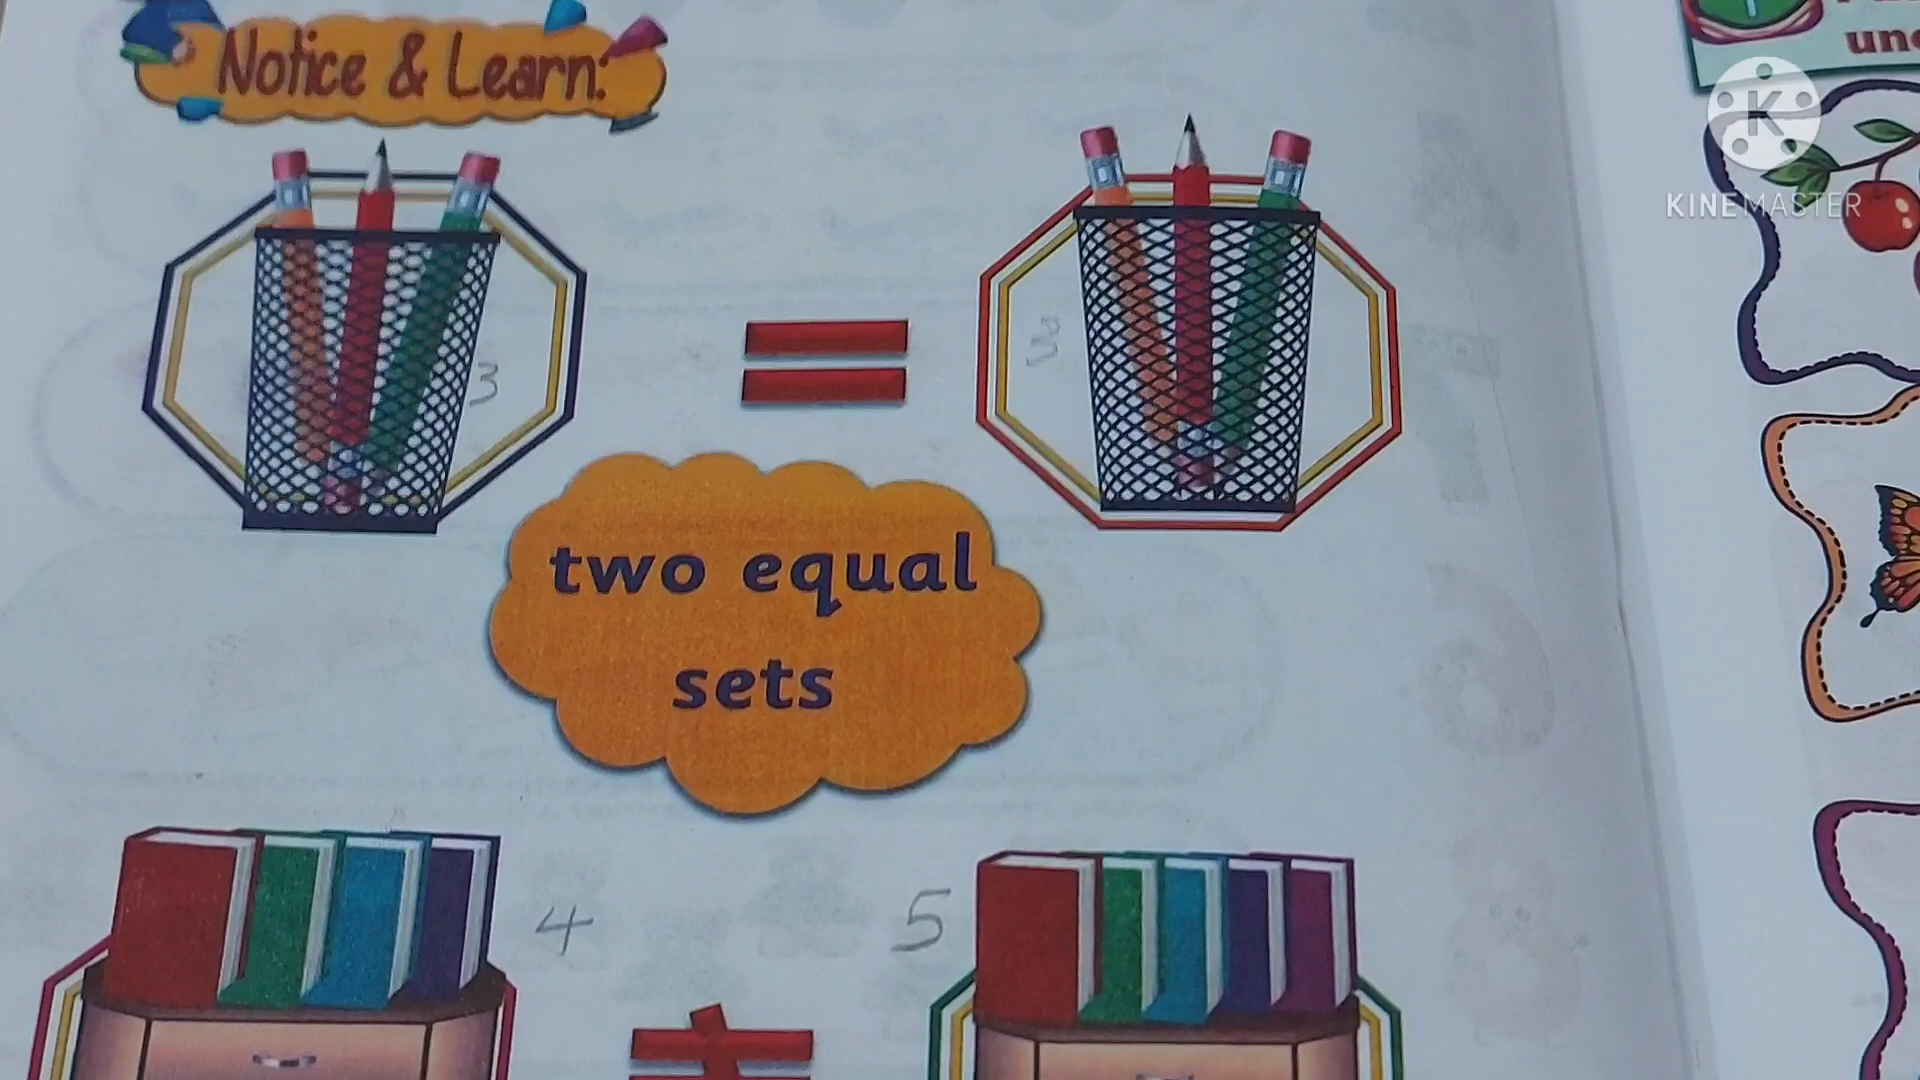 Notice & Learn:
KINEMASTER
3
=
3
two equal
sets
4
5
≠